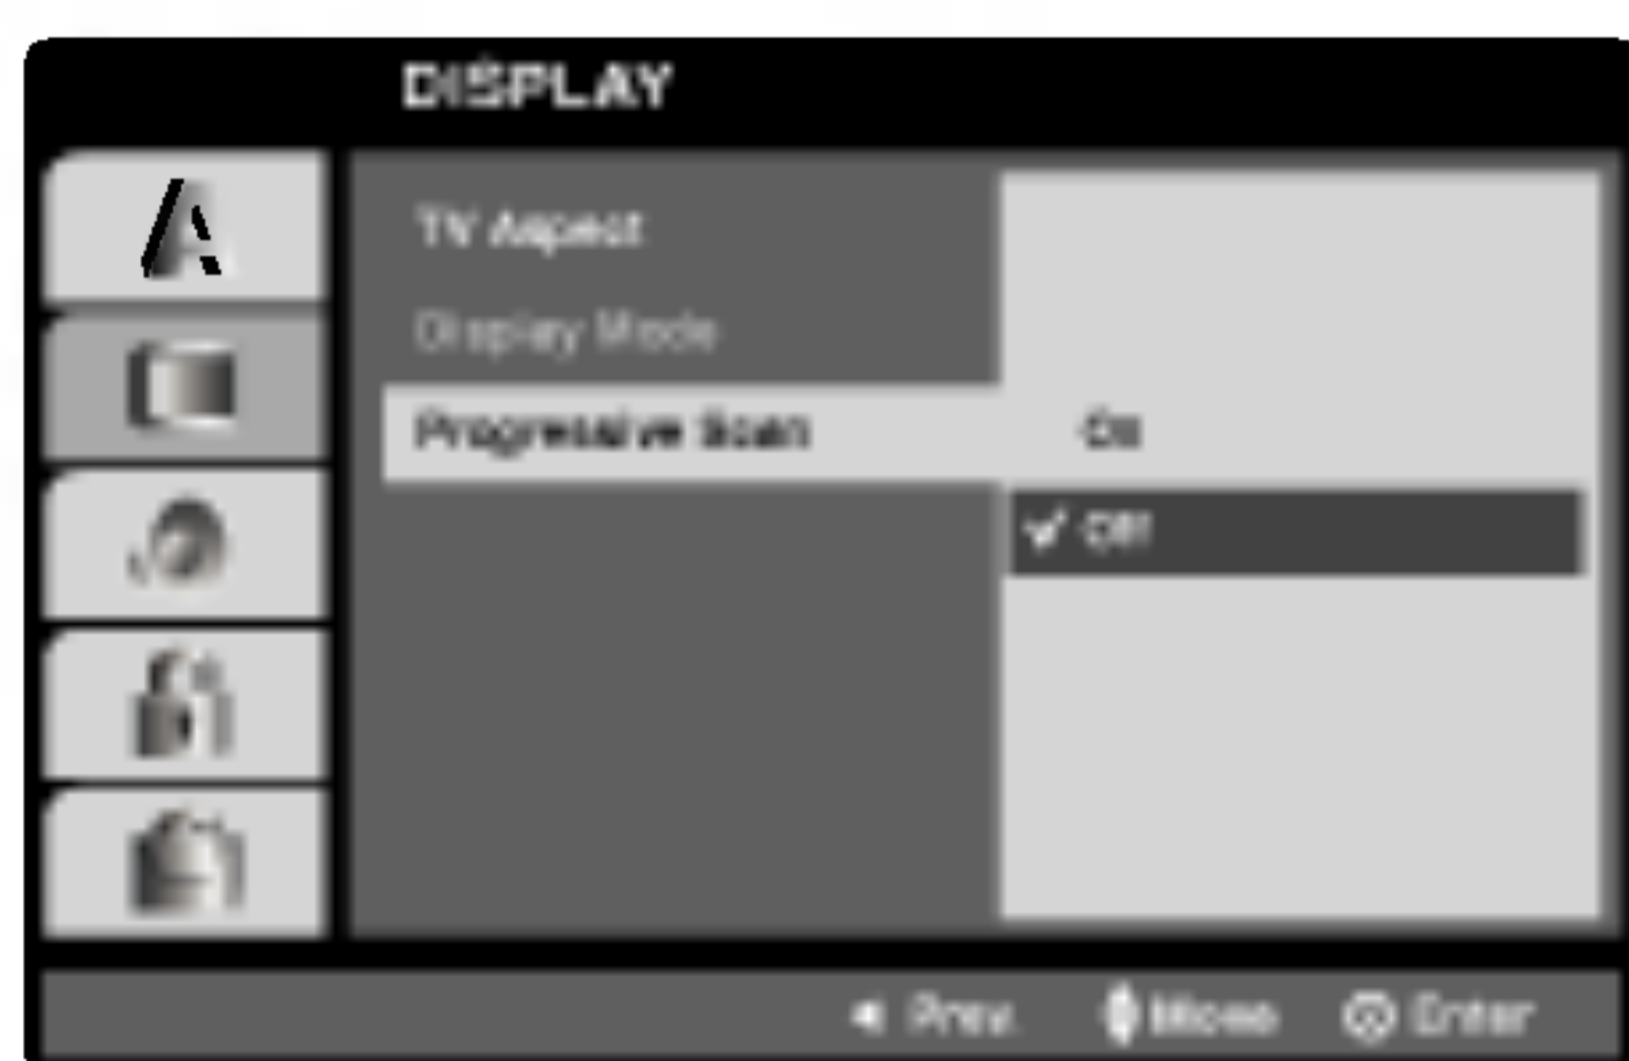 DISPLAY
TV Aspect
Display Mode
Progressive Scan
On
Off
Prev. Move Enter